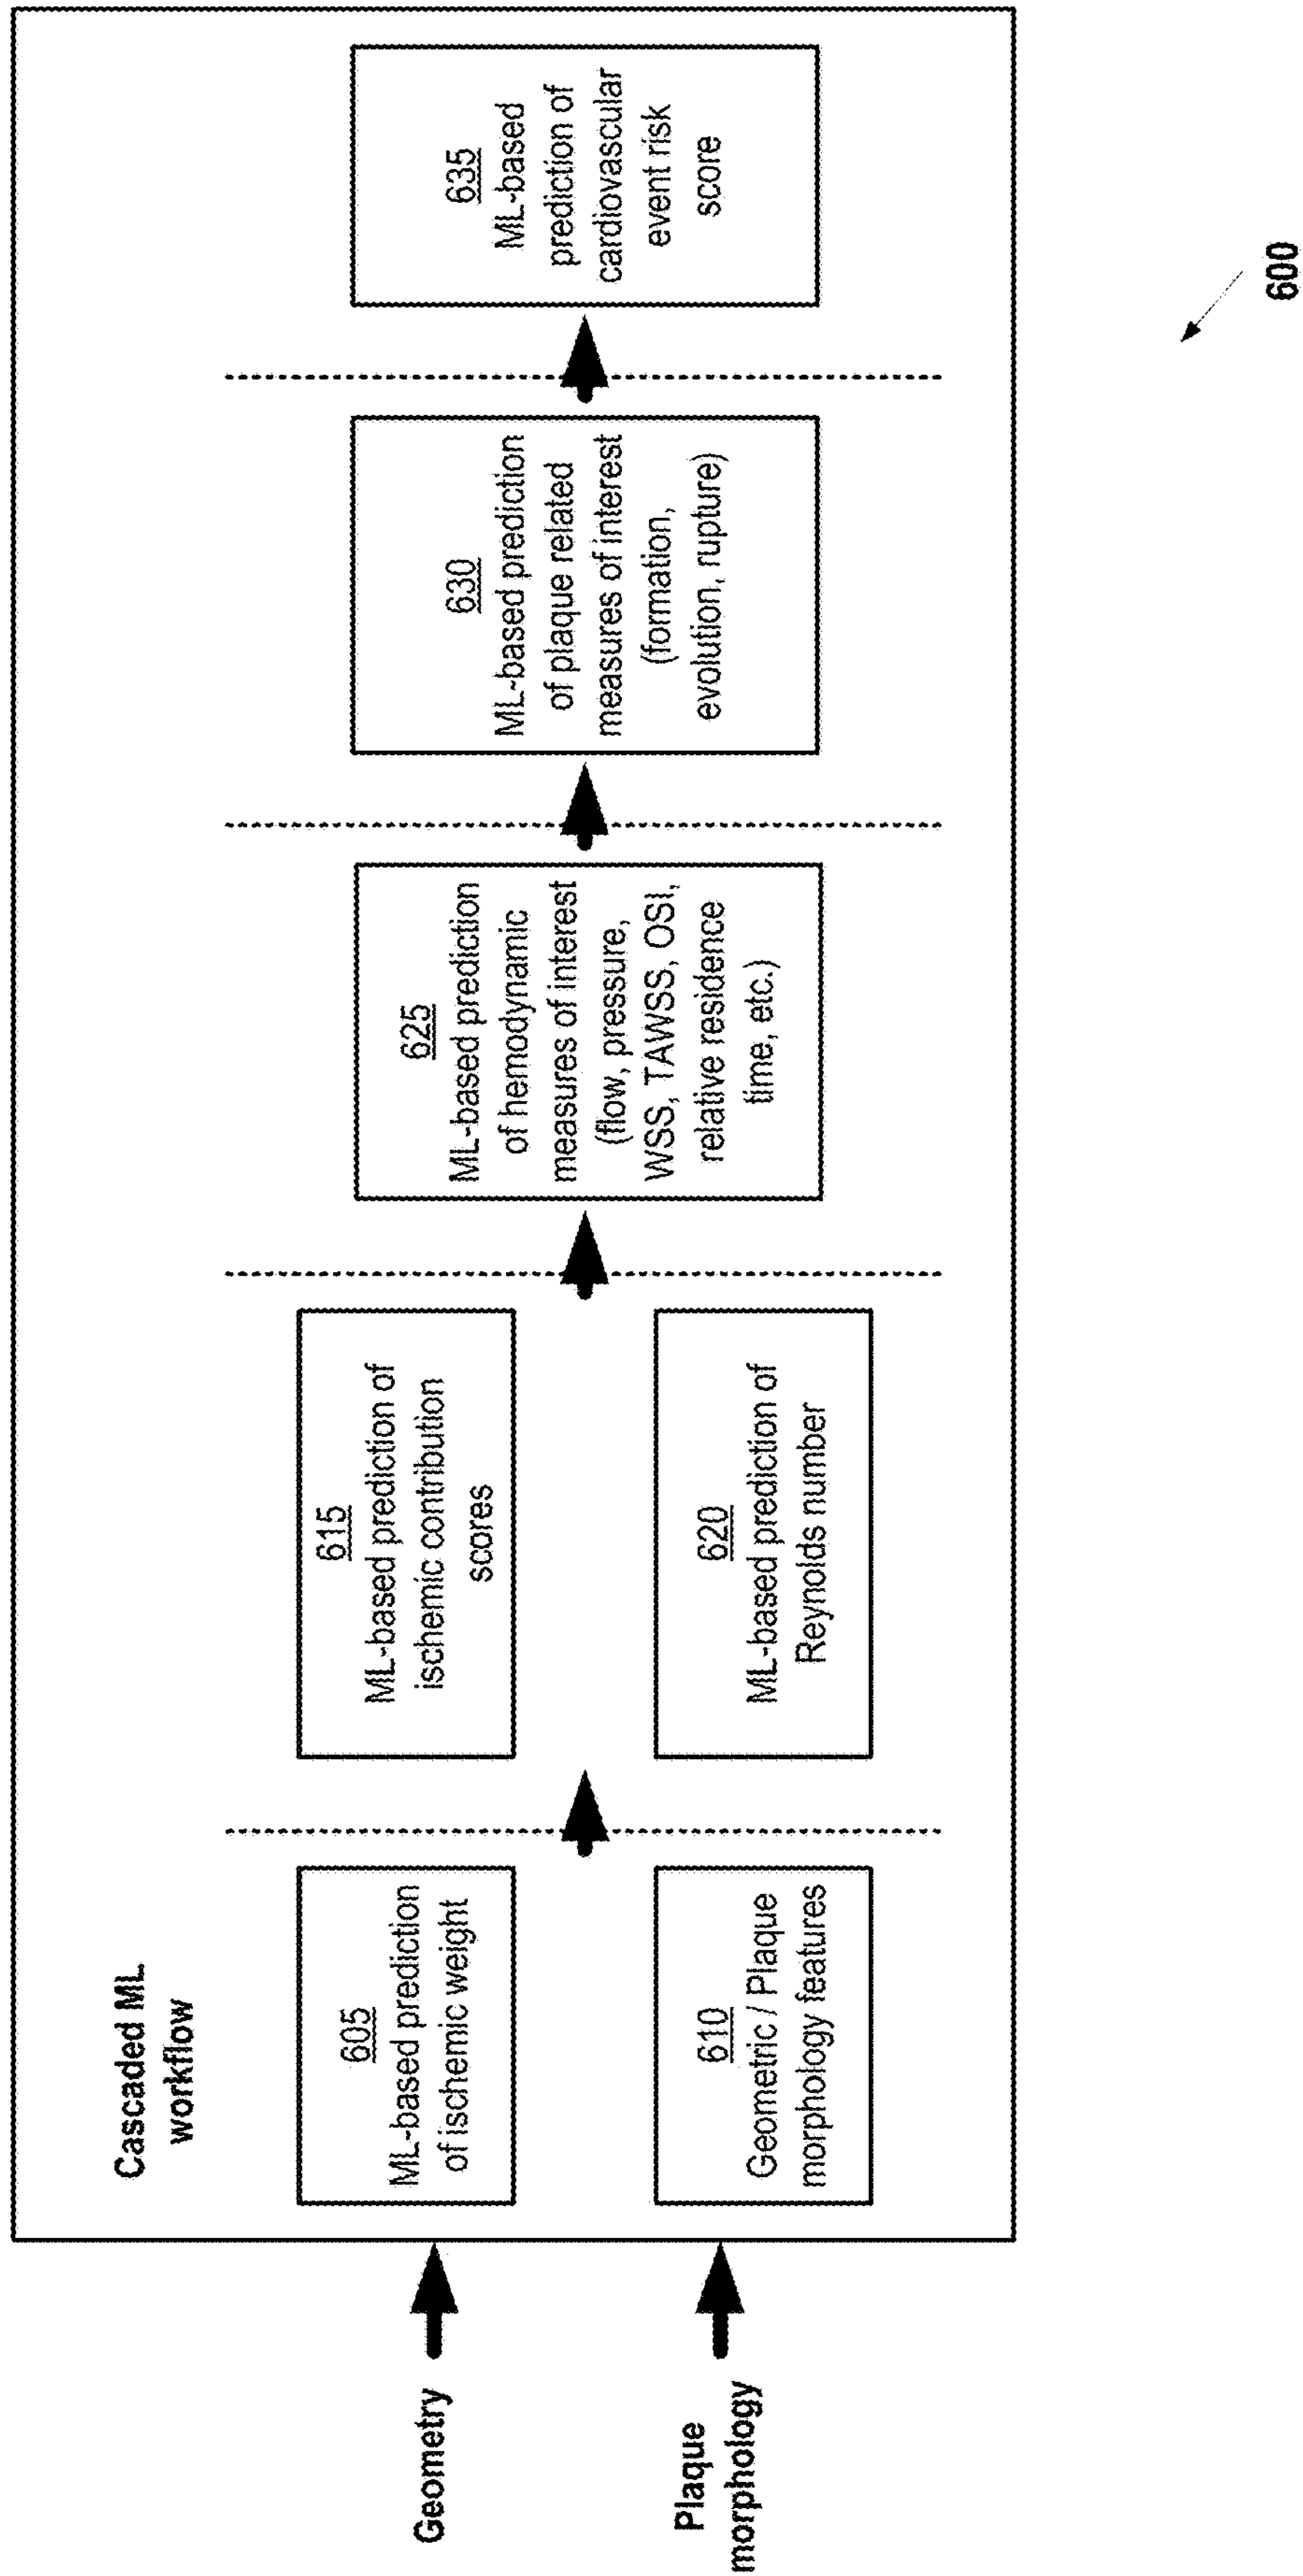 Cascaded ML
workflow
Geometry
Plaque
morphology
605
ML-based prediction
of ischemic weight
610
Geometric / Plaque
morphology features
615
ML-based prediction of
ischemic contribution
scores
620
ML-based prediction of
Reynolds number
625
ML-based prediction
of hemodynamic
measures of interest
(flow, pressure,
WSS, TAWSS, OSI,
relative residence
time, etc.)
630
ML-based prediction
of plaque related
measures of interest
(formation,
evolution, rupture)
635
ML-based
prediction of
cardiovascular
event risk
score
600